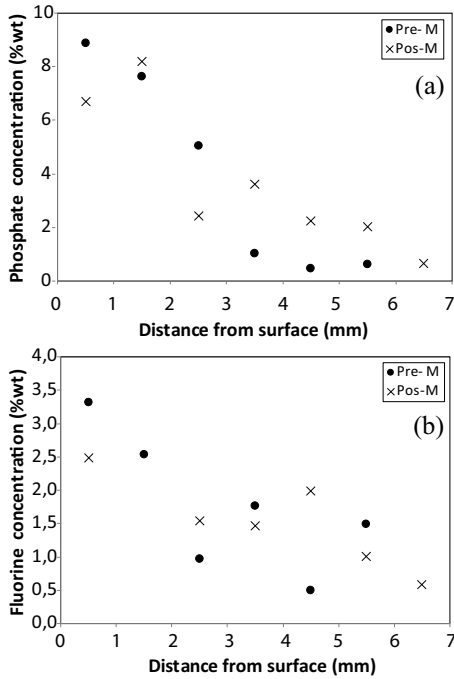 10
8
6
4
2
0
Phosphate concentration (%wt)
Pre- M
Pos-M
(a)
0 1 2 3 4 5 6 7
Distance from surface (mm)
4,0
3,5
3,0
2,5
2,0
1,5
1,0
0,5
0,0
Fluorine concentration (%wt)
Pre- M
Pos-M
(b)
0 1 2 3 4 5 6 7
Distance from surface (mm)